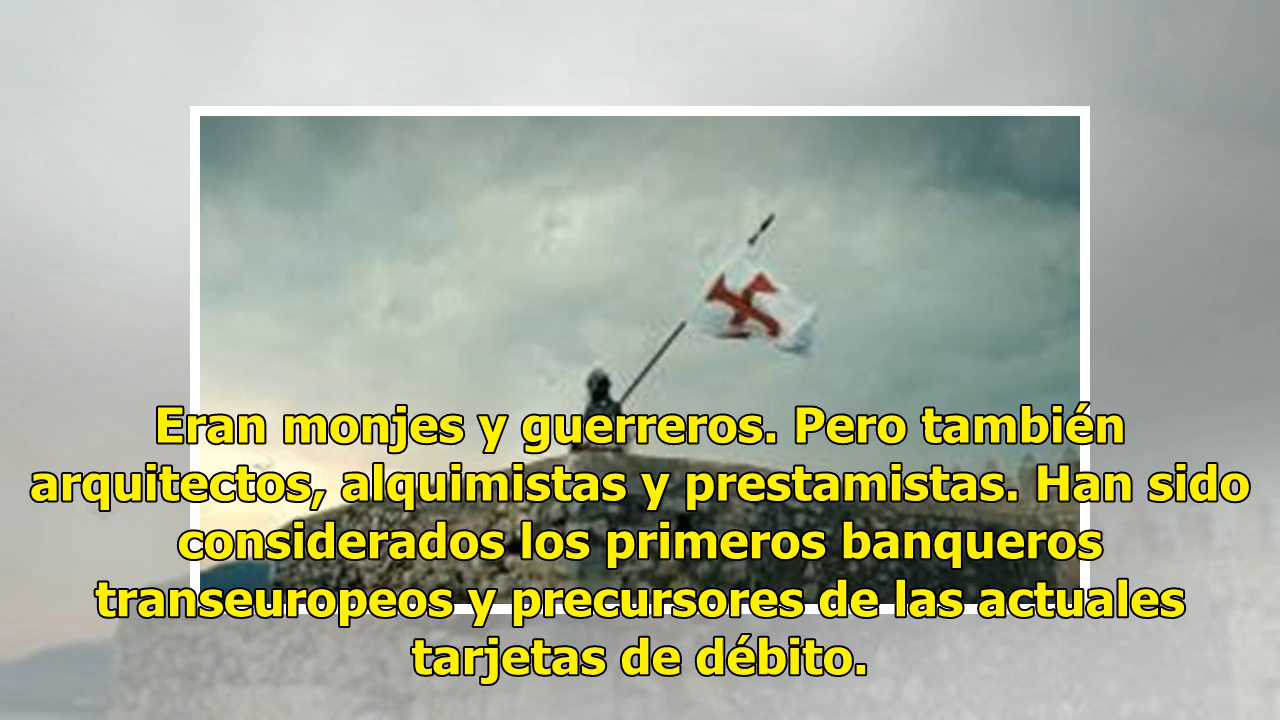 Eran monjes y guerreros. Pero también
arquitectos, alquimistas y prestamistas. Han sido
considerados los primeros banqueros
transeuropeos y precursores de las actuales
tarjetas de débito.